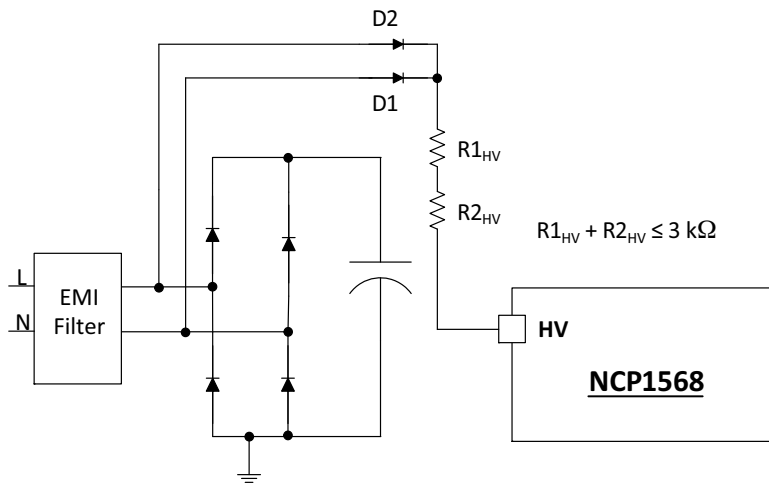 D2
D1
R1HV
R2HV
R1HV + R2HV ≤ 3 kΩ
L
EMI
Filter
N
HV
NCP1568